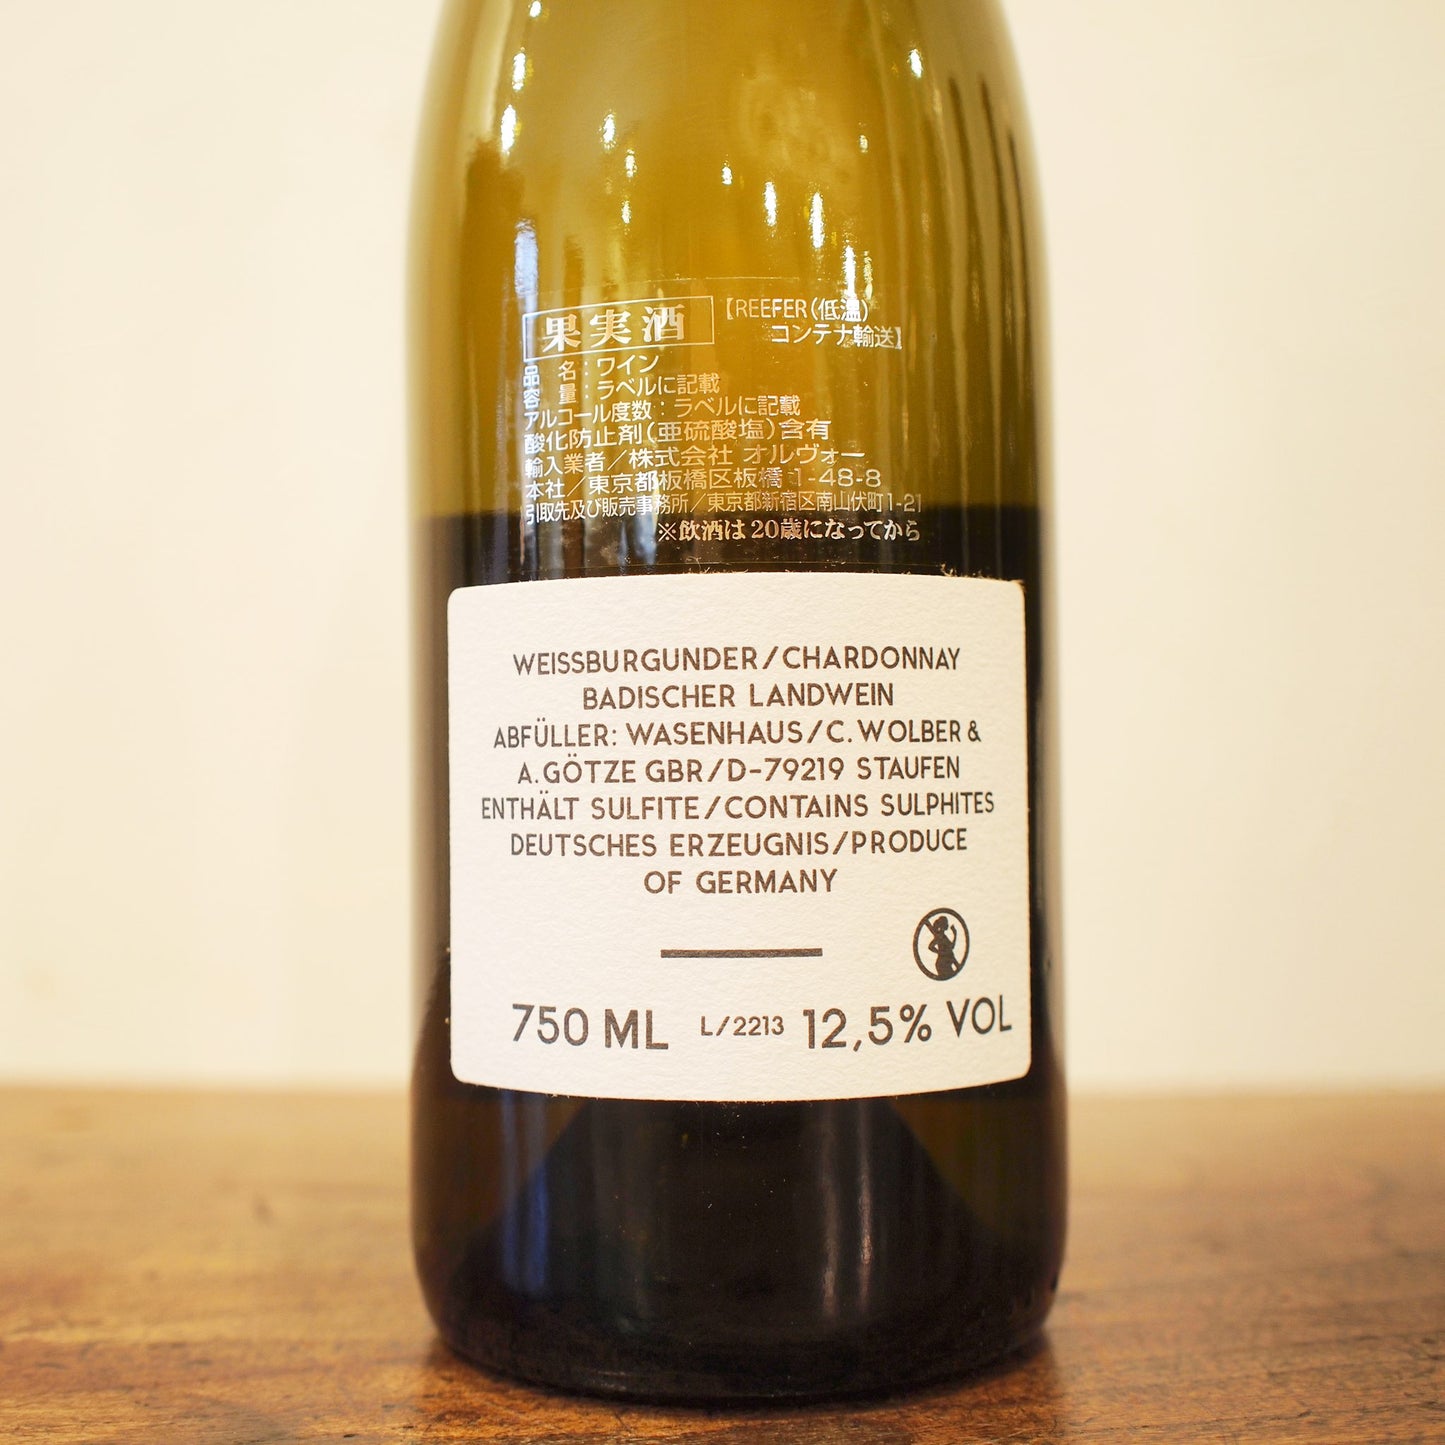 果実酒
【REEFER(低温)
コンテナ輸送】
品 名：ワイン
容 量：ラベルに記載
アルコール度数：ラベルに記載
酸化防止剤(亜硫酸塩)含有
輸入業者／株式会社 オルヴォー
本社／東京都板橋区板橋1-48-8
引取先及び販売事務所／東京都新宿区南山伏町1-21
※飲酒は20歳になってから
WEISSBURGUNDER/CHARDONNAY
BADISCHER LANDWEIN
ABFÜLLER: WASENHAUS/C. WOLBER &
A. GÖTZE GBR/D-79219 STAUFEN
ENTHÄLT SULFITE/CONTAINS SULPHITES
DEUTSCHES ERZEUGNIS/PRODUCE
OF GERMANY
750 ML L/2213 12,5% VOL